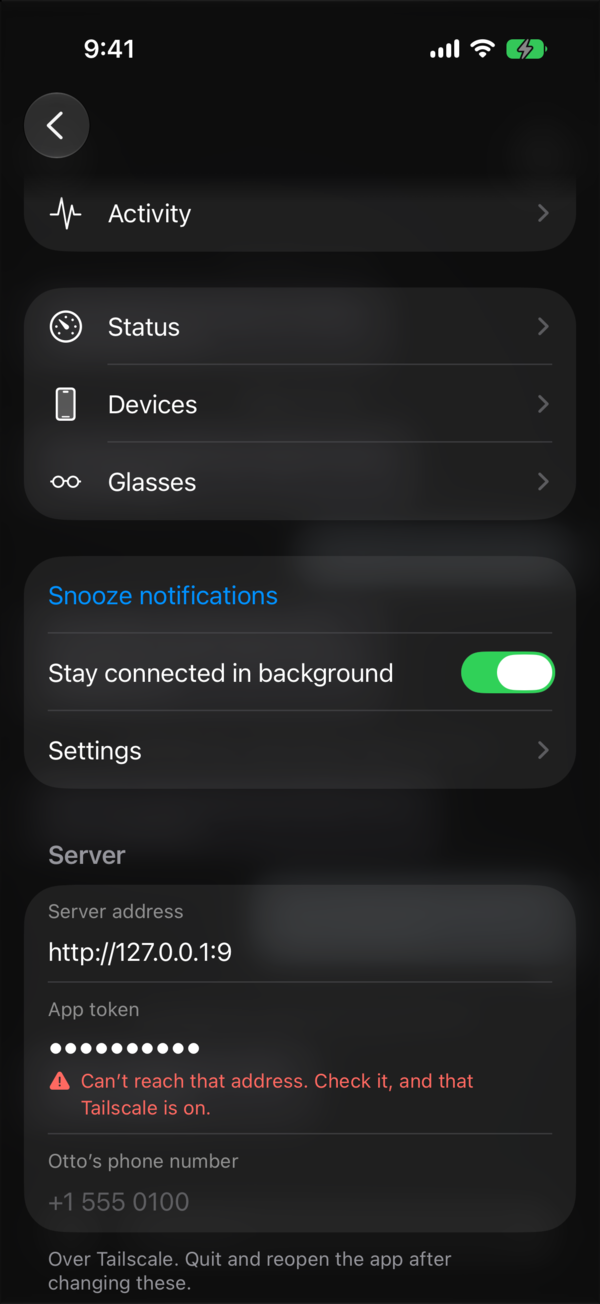 9:41
Activity
Status
Devices
Glasses
Snooze notifications
Stay connected in background
Settings
Server
Server address
http://127.0.0.1:9
App token
••••••••••
Can’t reach that address. Check it, and that
Tailscale is on.
Otto’s phone number
+1 555 0100
Over Tailscale. Quit and reopen the app after
changing these.